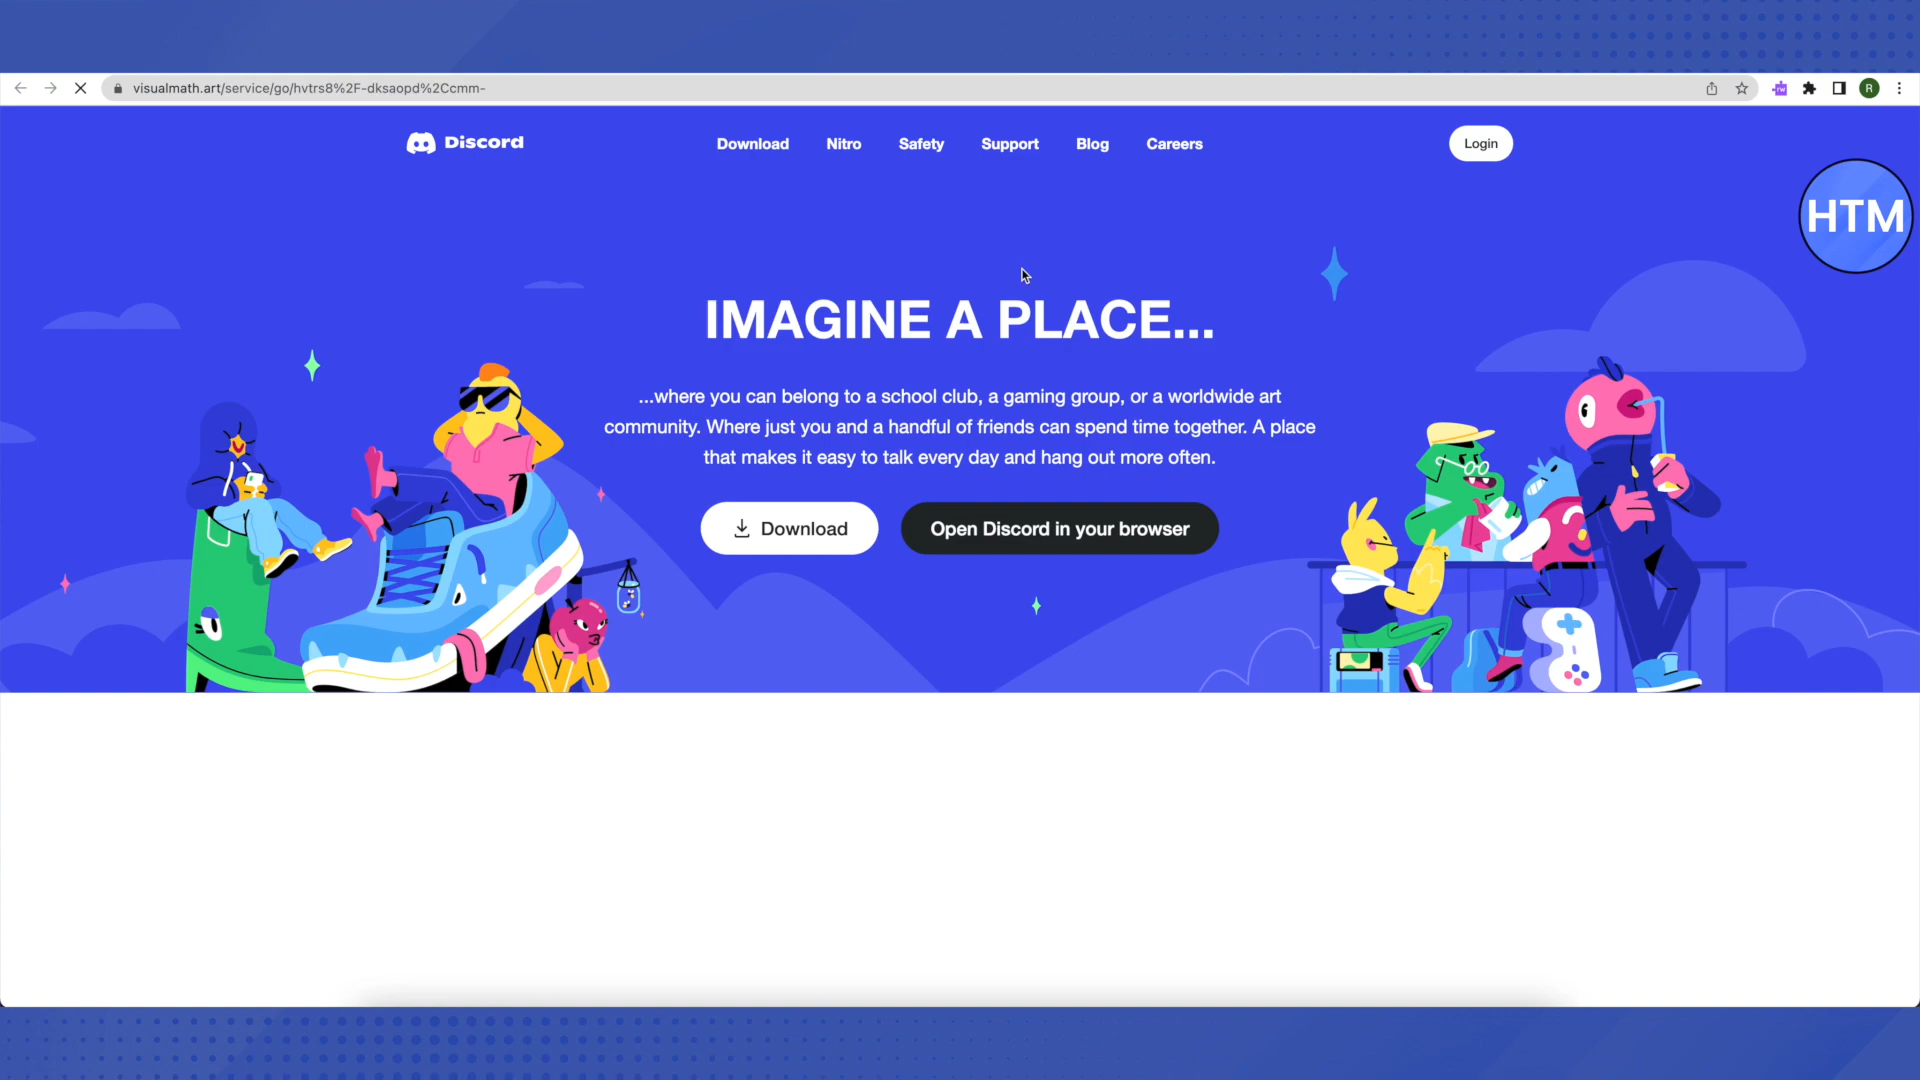 visualmath.art/service/go/hvtrs8%2F-dksaopd%2Ccmm-
rw
R
Discord
Download
Nitro
Safety
Support
Blog
Careers
Login
HTM
IMAGINE A PLACE...
...where you can belong to a school club, a gaming group, or a worldwide art
community. Where just you and a handful of friends can spend time together. A place
that makes it easy to talk every day and hang out more often.
Download
Open Discord in your browser